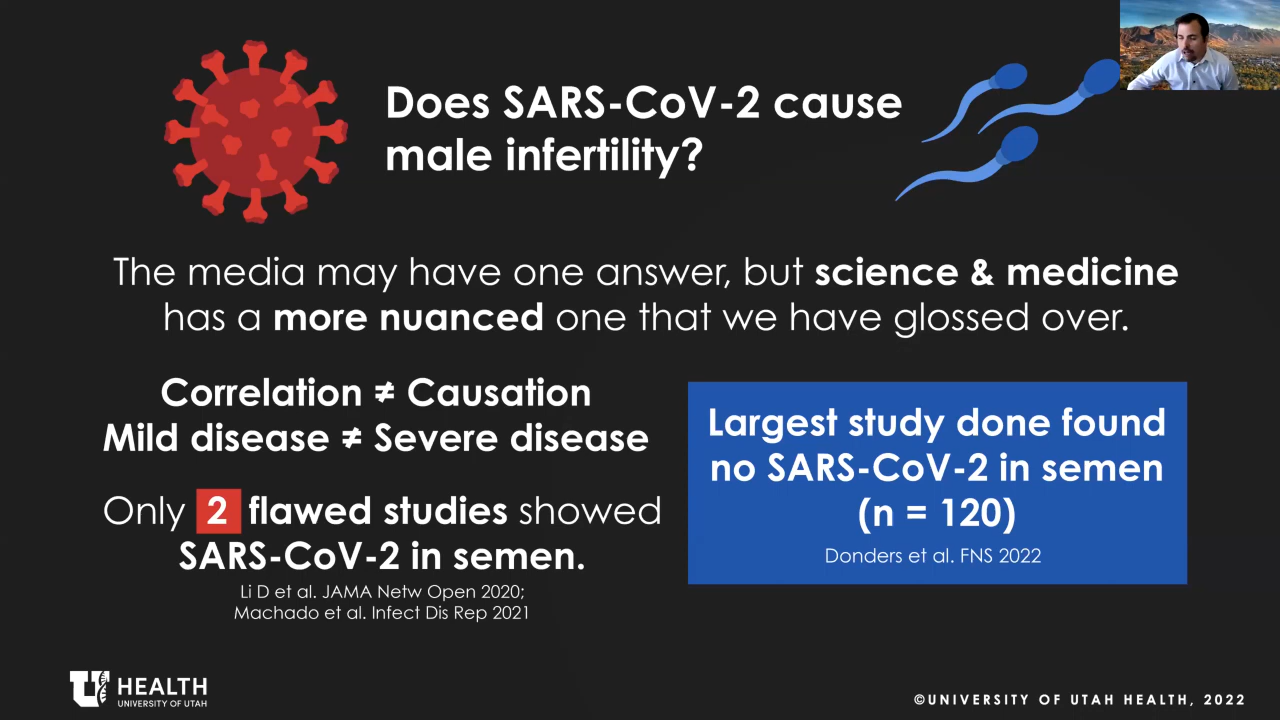 Does SARS-CoV-2 cause
male infertility?
The media may have one answer, but science & medicine
has a more nuanced one that we have glossed over.
Correlation ≠ Causation
Mild disease ≠ Severe disease
Only 2 flawed studies showed
SARS-CoV-2 in semen.
Li D et al. JAMA Netw Open 2020;
Machado et al. Infect Dis Rep 2021
Largest study done found
no SARS-CoV-2 in semen
(n = 120)
Donders et al. FNS 2022
U HEALTH
UNIVERSITY OF UTAH
©UNIVERSITY OF UTAH HEALTH, 2022